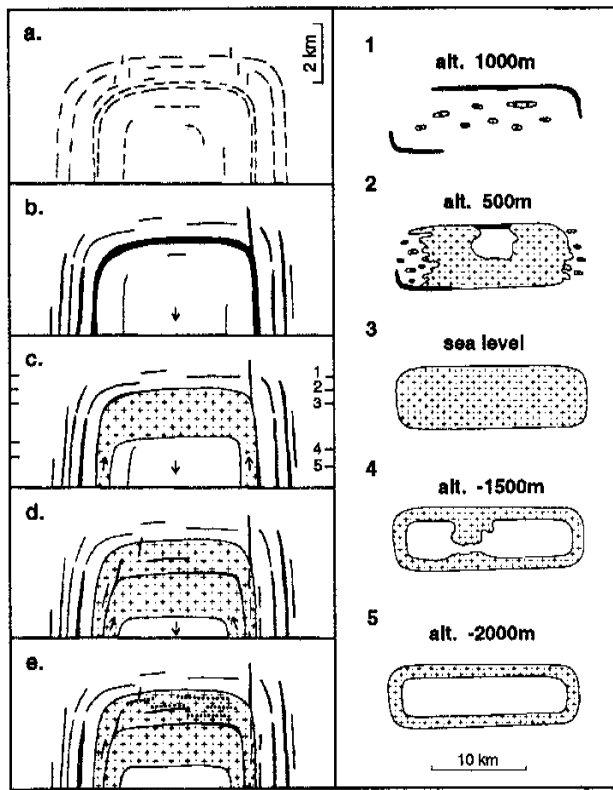 a.
2 km
b.
c.
1
2
3
4
5
d.
e.
1
alt. 1000m
2
alt. 500m
3
sea level
4
alt. -1500m
5
alt. -2000m
10 km